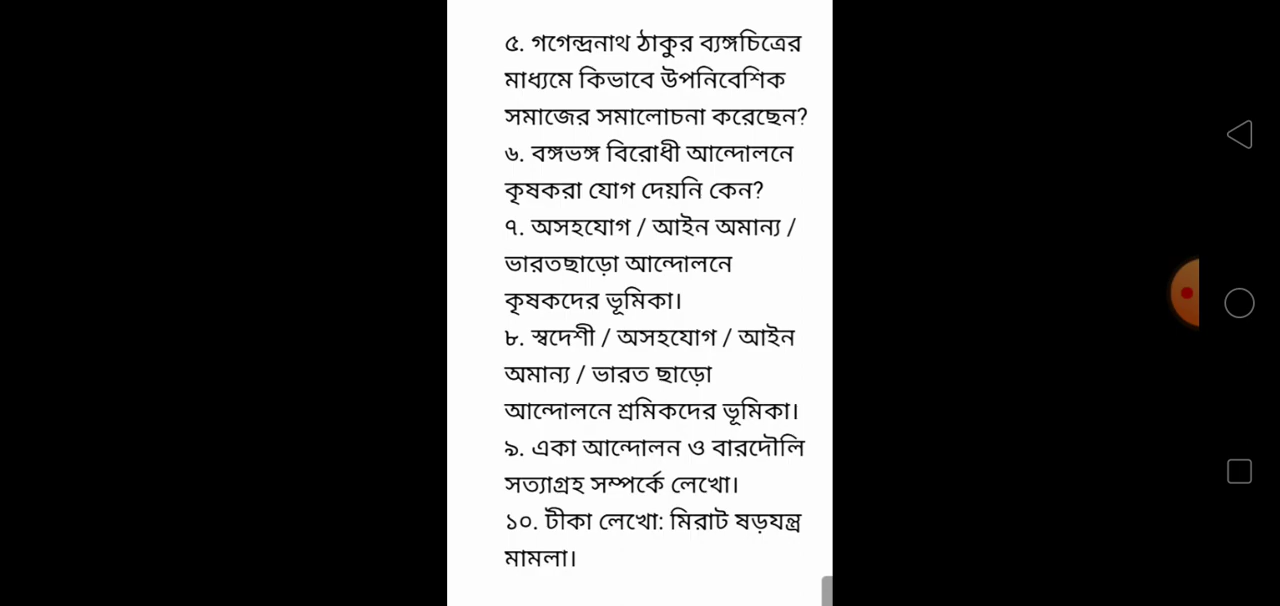 ৫. গগেন্দ্রনাথ ঠাকুর ব্যঙ্গচিত্রের
মাধ্যমে কিভাবে উপনিবেশিক
সমাজের সমালোচনা করেছেন?
৬. বঙ্গভঙ্গ বিরোধী আন্দোলনে
কৃষকরা যোগ দেয়নি কেন?
৭. অসহযোগ / আইন অমান্য /
ভারতছাড়ো আন্দোলনে
কৃষকদের ভূমিকা।
৮. স্বদেশী / অসহযোগ / আইন
অমান্য / ভারত ছাড়ো
আন্দোলনে শ্রমিকদের ভূমিকা।
৯. একা আন্দোলন ও বারদৌলি
সত্যাগ্রহ সম্পর্কে লেখো।
১০. টীকা লেখো: মিরাট ষড়যন্ত্র
মামলা।